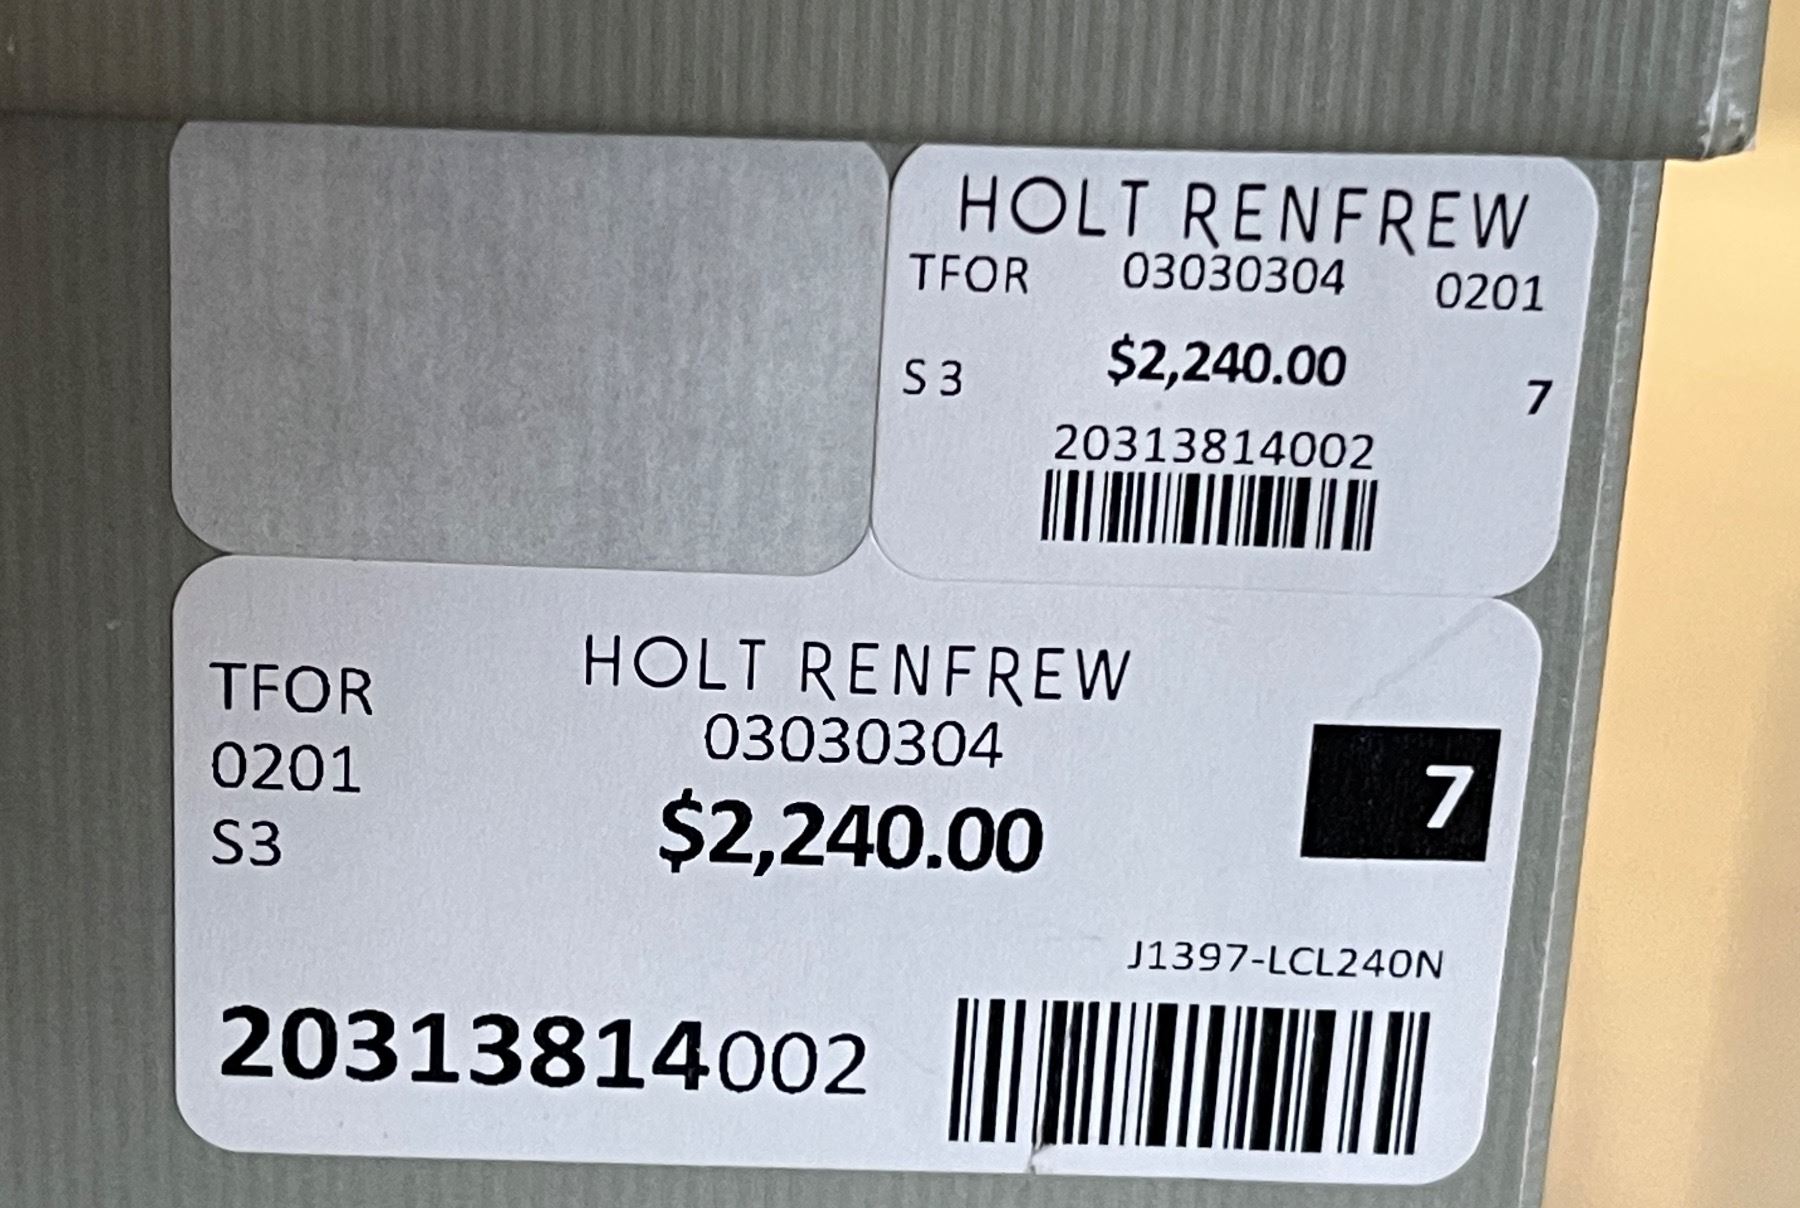 HOLT RENFREW
TFOR 03030304 0201
S 3 $2,240.00 7
20313814002
HOLT RENFREW
TFOR 03030304
0201 $2,240.00 7
S3
J1397-LCL240N
20313814002